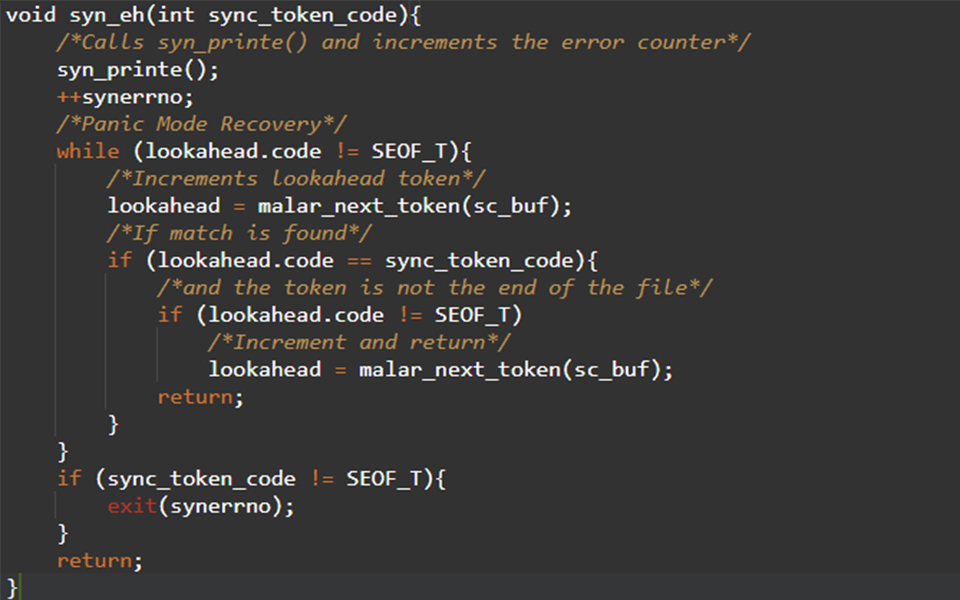 void syn_eh(int sync_token_code){
/*Calls syn_printe() and increments the error counter*/
syn_printe();
++synerrno;
/*Panic Mode Recovery*/
while (lookahead.code != SEOF_T){
/*Increments lookahead token*/
lookahead = malar_next_token(sc_buf);
/*If match is found*/
if (lookahead.code == sync_token_code){
/*and the token is not the end of the file*/
if (lookahead.code != SEOF_T)
/*Increment and return*/
lookahead = malar_next_token(sc_buf);
return;
}
}
if (sync_token_code != SEOF_T){
exit(synerrno);
}
return;
}